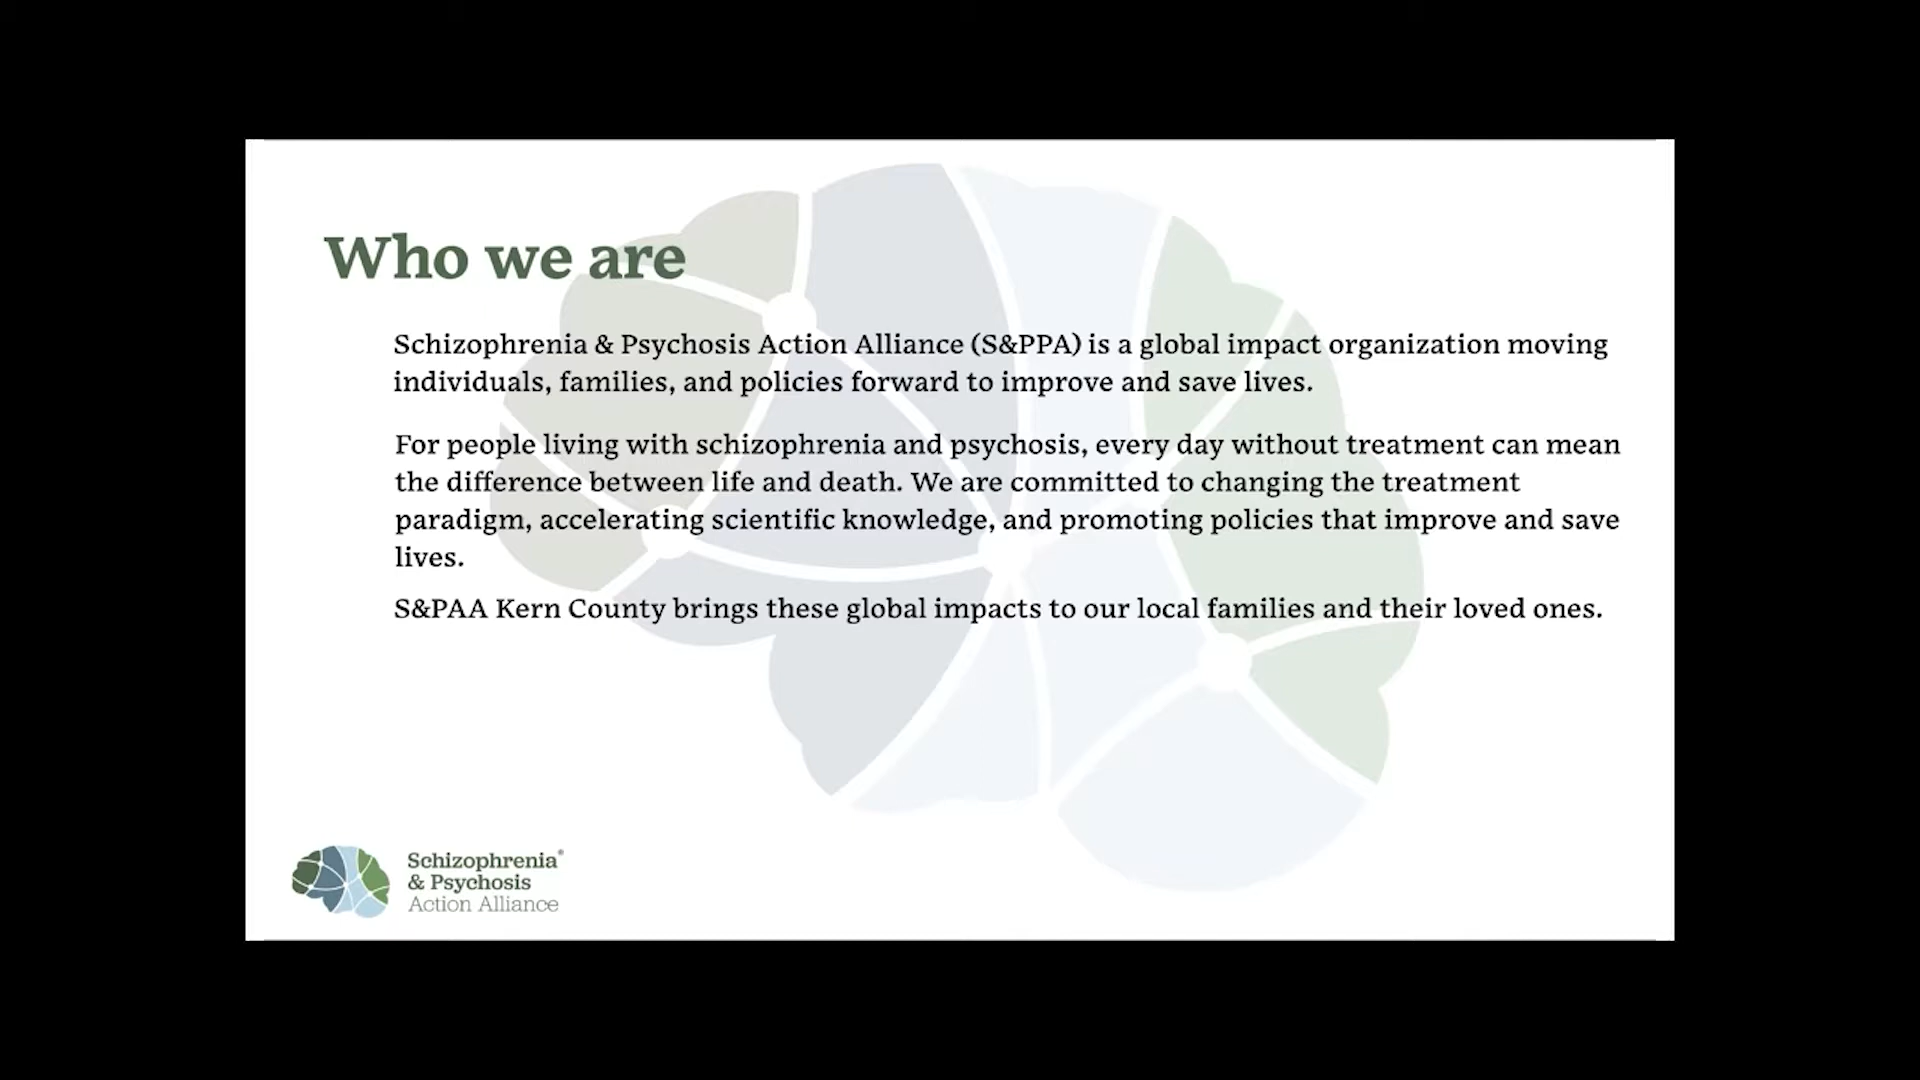 Who we are
Schizophrenia & Psychosis Action Alliance (S&PPA) is a global impact organization moving
individuals, families, and policies forward to improve and save lives.
For people living with schizophrenia and psychosis, every day without treatment can mean
the difference between life and death. We are committed to changing the treatment
paradigm, accelerating scientific knowledge, and promoting policies that improve and save
lives.
S&PAA Kern County brings these global impacts to our local families and their loved ones.
Schizophrenia®
& Psychosis
Action Alliance